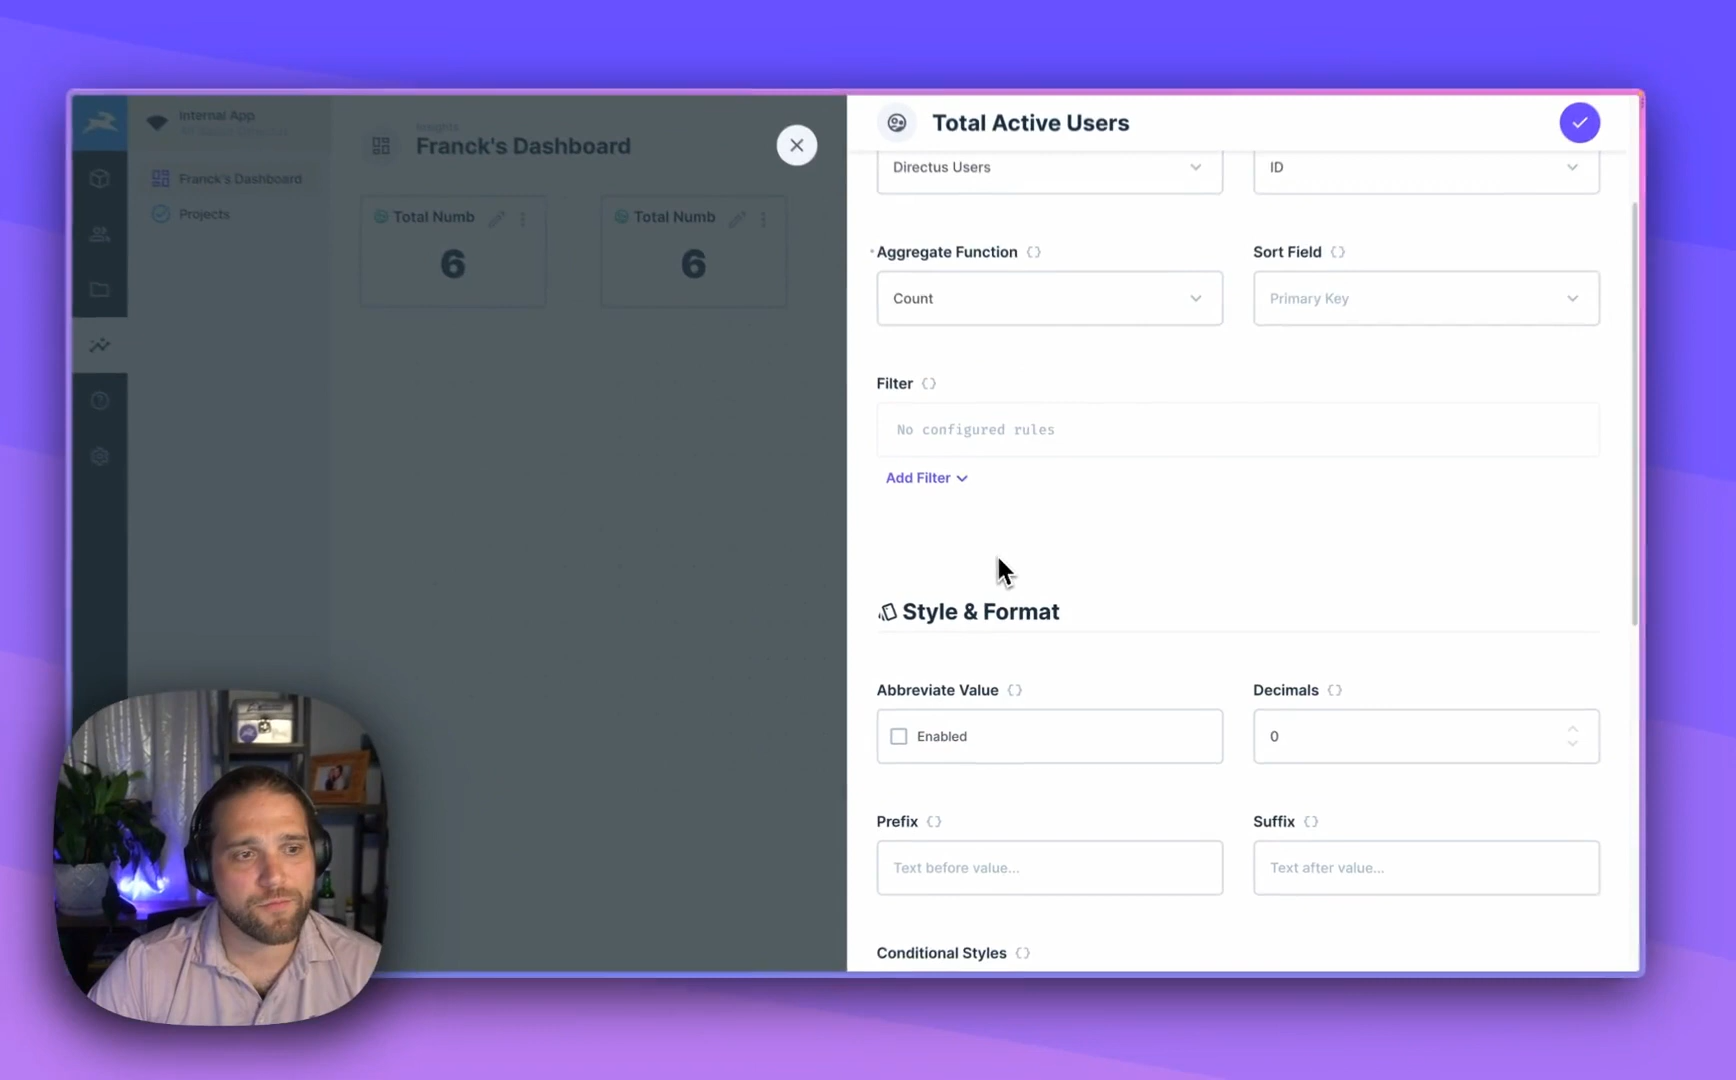 Internal App
Franck's Dashboard
Projects
Insights
Franck's Dashboard
Total Numb
6
Total Numb
6
Total Active Users
Directus Users
ID
Aggregate Function
Sort Field
Count
Primary Key
Filter
No configured rules
Add Filter
Style & Format
Abbreviate Value
Decimals
Enabled
0
Prefix
Suffix
Text before value...
Text after value...
Conditional Styles